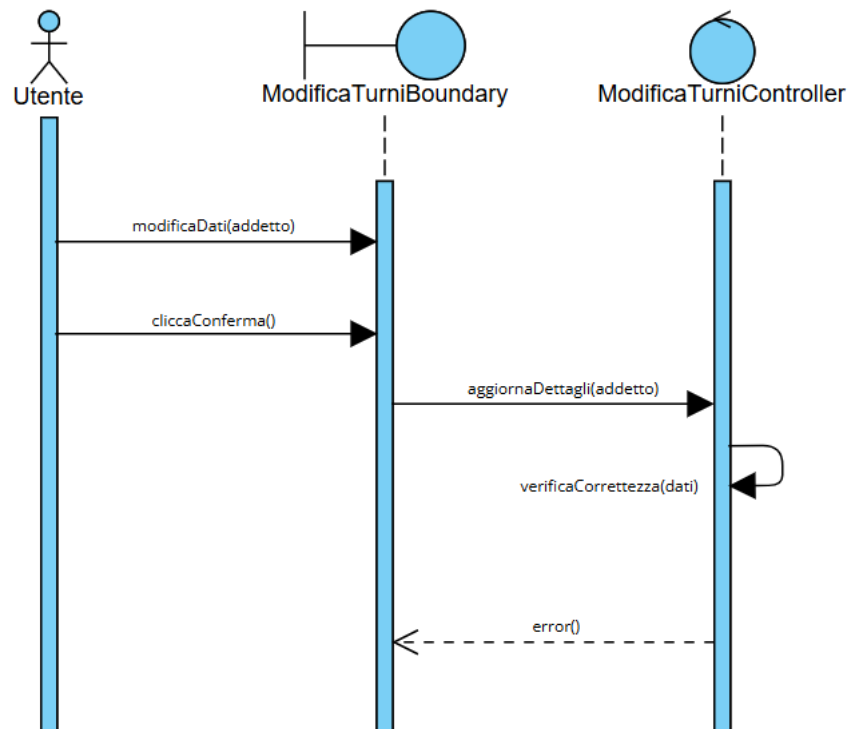 Utente
ModificaTurniBoundary
ModificaTurniController
modificaDati(addetto)
cliccaConferma()
aggiornaDettagli(addetto)
verificaCorrettezza(dati)
error()